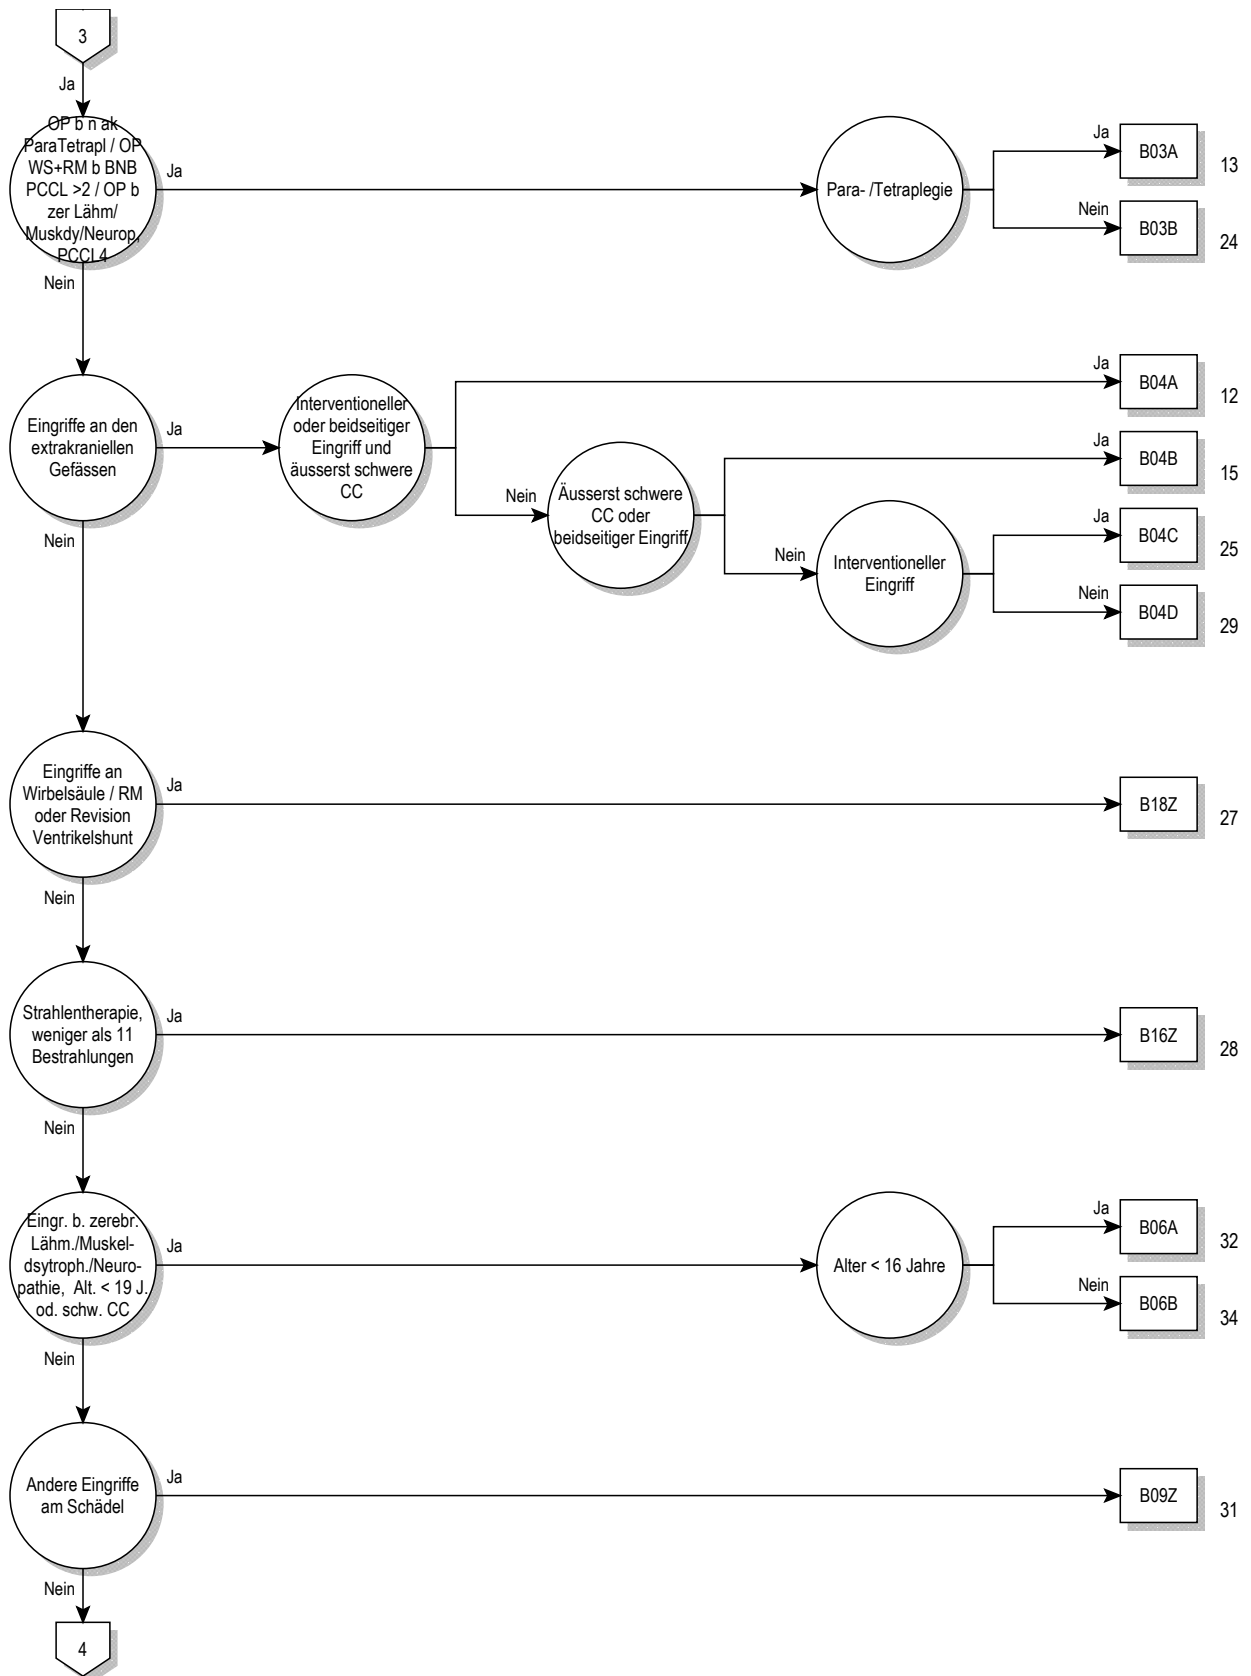 3
Ja
OP b n ak
ParaTetrapl / OP
WS+RM b BNB
PCCL >2 / OP b
zer Lähm/
Muskdy/Neurop,
PCCL4
Ja
Para- /Tetraplegie
Ja
B03A
13
Nein
B03B
24
Nein
Eingriffe an den
extrakraniellen
Gefässen
Ja
Interventioneller
oder beidseitiger
Eingriff und
äusserst schwere
CC
Ja
B04A
12
Nein
Äusserst schwere
CC oder
beidseitiger Eingriff
Ja
B04B
15
Nein
Interventioneller
Eingriff
Ja
B04C
25
Nein
B04D
29
Nein
Eingriffe an
Wirbelsäule / RM
oder Revision
Ventrikelshunt
Ja
B18Z
27
Nein
Strahlentherapie,
weniger als 11
Bestrahlungen
Ja
B16Z
28
Nein
Eingr. b. zerebr.
Lähm./Muskel-
dsytroph./Neuro-
pathie, Alt. < 19 J.
od. schw. CC
Ja
Alter < 16 Jahre
Ja
B06A
32
Nein
B06B
34
Nein
Andere Eingriffe
am Schädel
Ja
B09Z
31
Nein
4